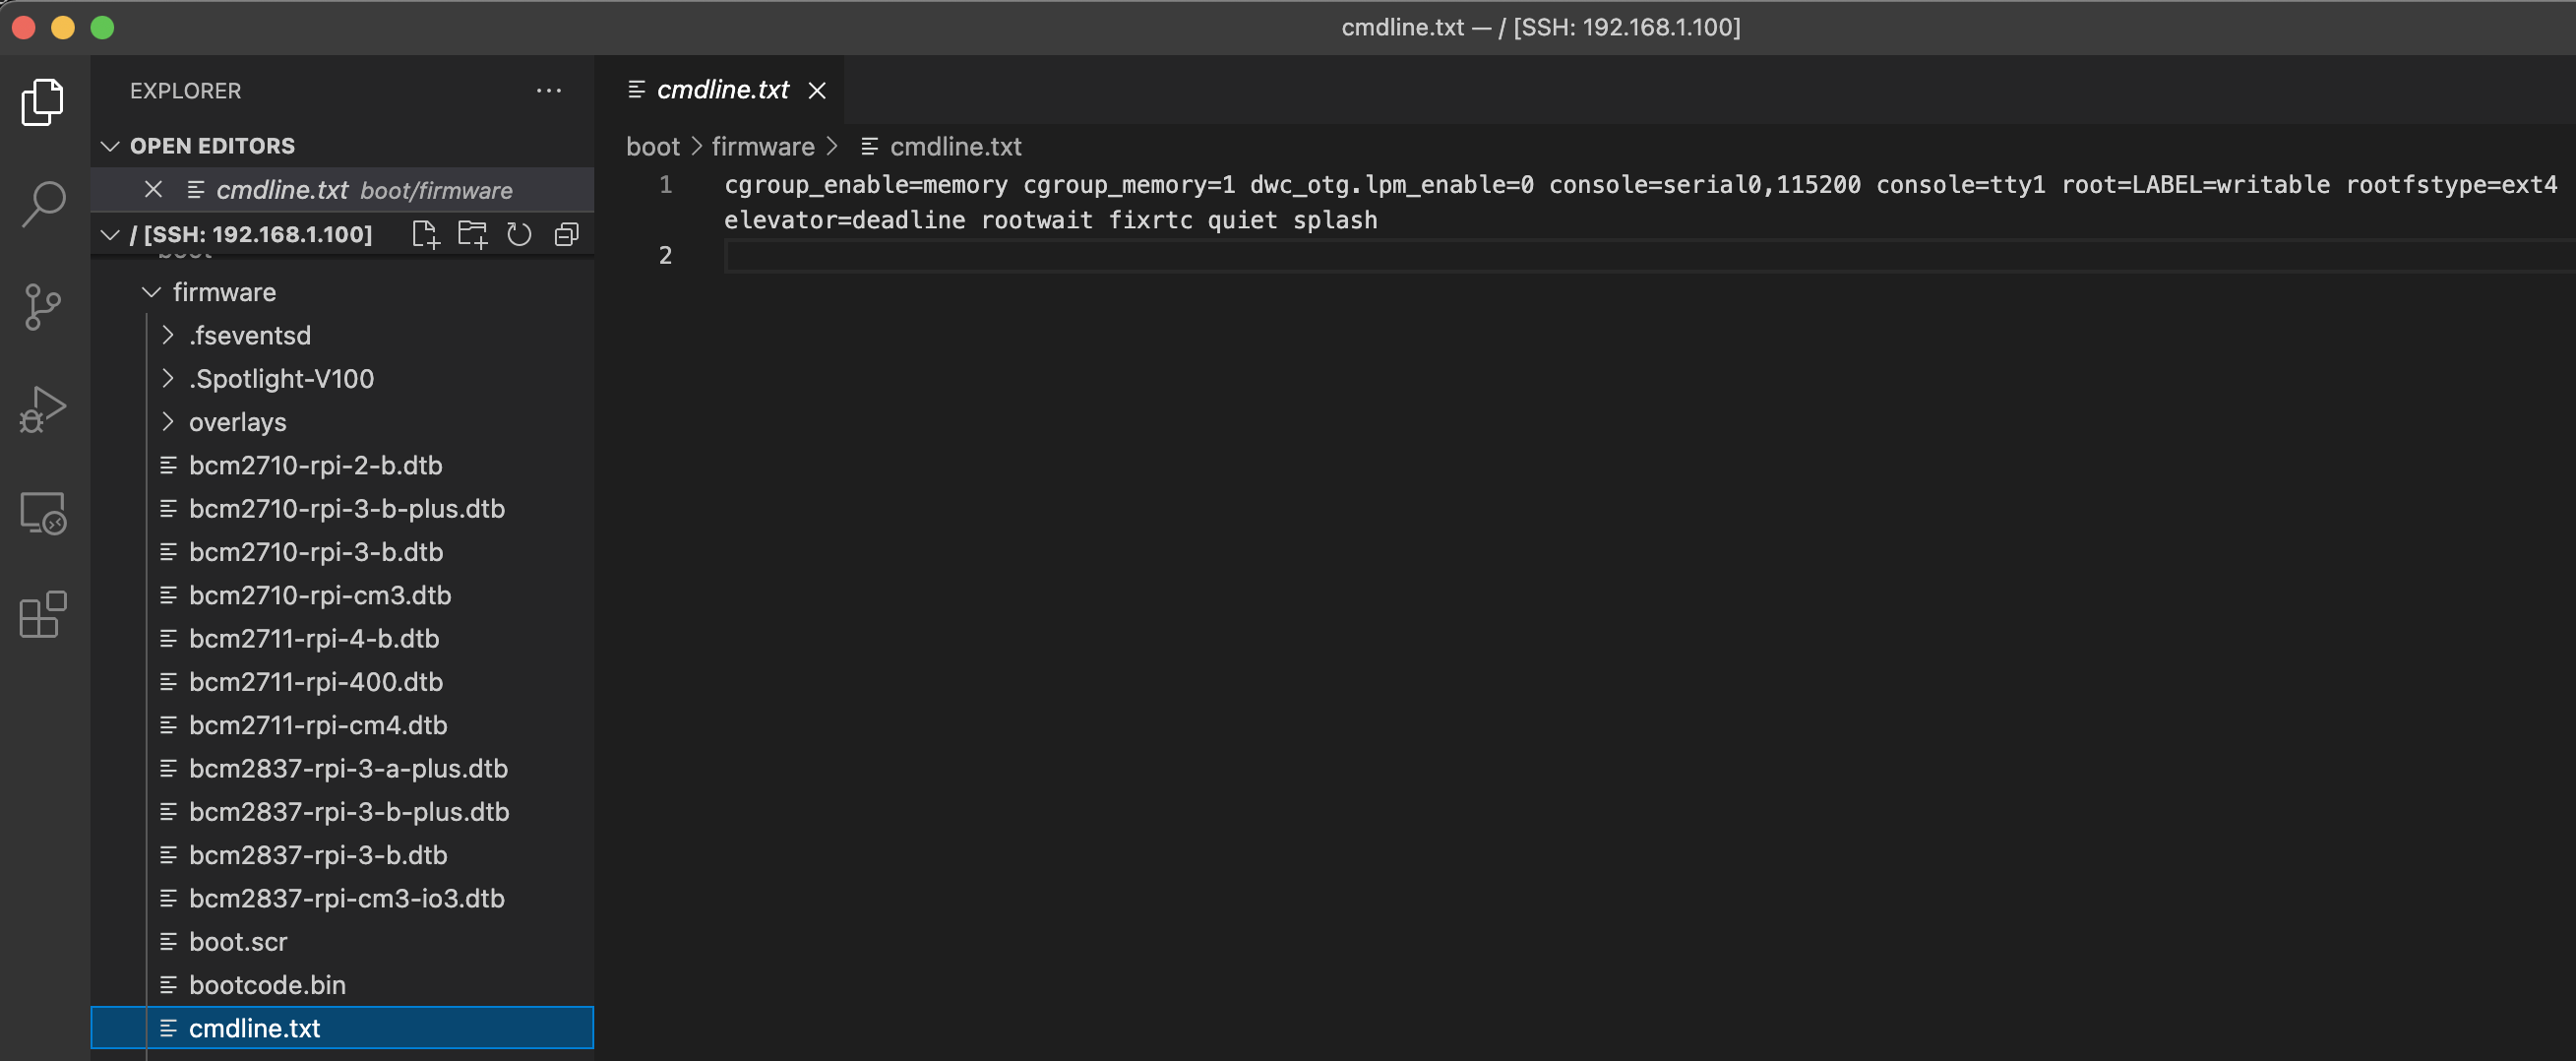 cmdline.txt — / [SSH: 192.168.1.100]
EXPLORER
OPEN EDITORS
cmdline.txt boot/firmware
/ [SSH: 192.168.1.100]
boot
firmware
.fseventsd
.Spotlight-V100
overlays
bcm2710-rpi-2-b.dtb
bcm2710-rpi-3-b-plus.dtb
bcm2710-rpi-3-b.dtb
bcm2710-rpi-cm3.dtb
bcm2711-rpi-4-b.dtb
bcm2711-rpi-400.dtb
bcm2711-rpi-cm4.dtb
bcm2837-rpi-3-a-plus.dtb
bcm2837-rpi-3-b-plus.dtb
bcm2837-rpi-3-b.dtb
bcm2837-rpi-cm3-io3.dtb
boot.scr
bootcode.bin
cmdline.txt
cmdline.txt
boot > firmware > cmdline.txt
1 cgroup_enable=memory cgroup_memory=1 dwc_otg.lpm_enable=0 console=serial0,115200 console=tty1 root=LABEL=writable rootfstype=ext4
elevator=deadline rootwait fixrtc quiet splash
2